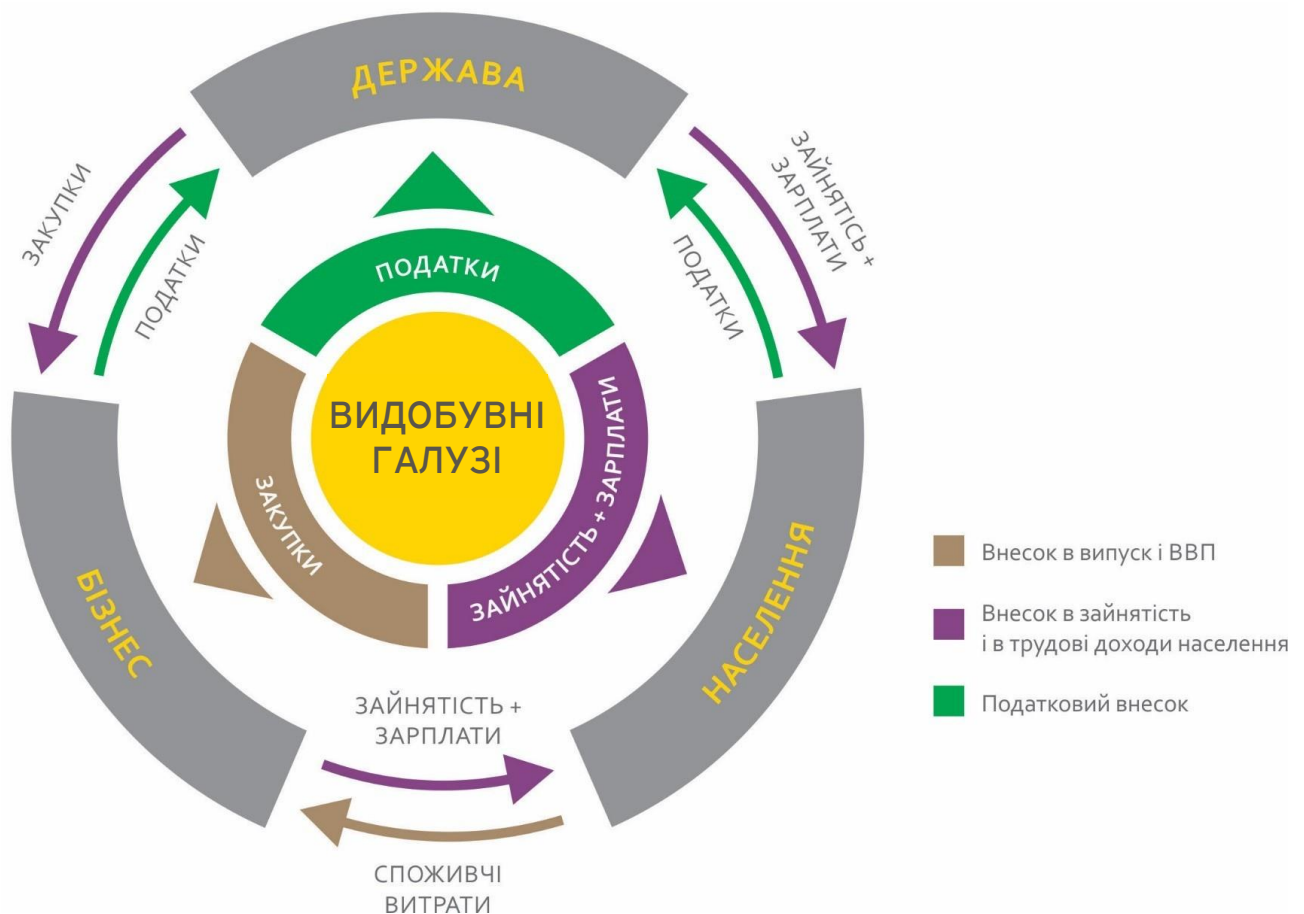 ДЕРЖАВА
ЗАКУПКИ
ПОДАТКИ
ЗАЙНЯТІСЬ +
ЗАРПЛАТИ
ПОДАТКИ
ПОДАТКИ
ВИДОБУВНІ
ГАЛУЗІ
ЗАКУПКИ
ЗАЙНЯТІСТЬ + ЗАРПЛАТИ
БІЗНЕС
НАСЕЛЕННЯ
ЗАЙНЯТІСТЬ +
ЗАРПЛАТИ
СПОЖИВЧІ
ВИТРАТИ
Внесок в випуск і ВВП
Внесок в зайнятість
і в трудові доходи населення
Податковий внесок